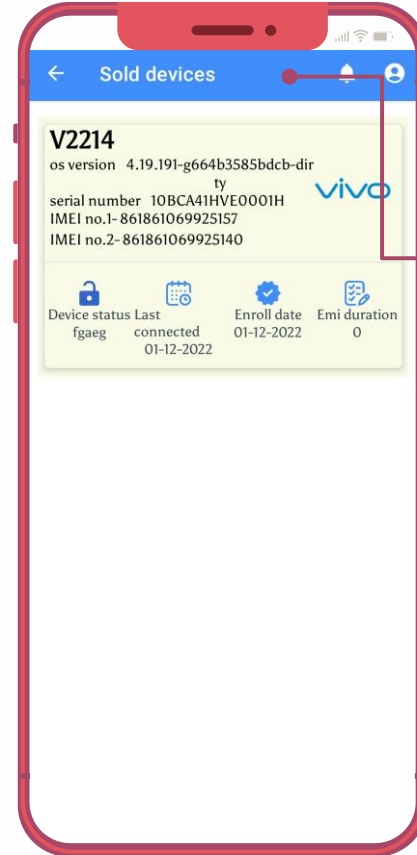 Sold devices
V2214
os version 4.19.191-g664b3585bdcb-dir
ty
serial number 10BCA41HVE0001H
IMEI no.1- 861861069925157
IMEI no.2- 861861069925140
vivo
Device status Last Enroll date Emi duration
fgaeg connected 01-12-2022 0
01-12-2022